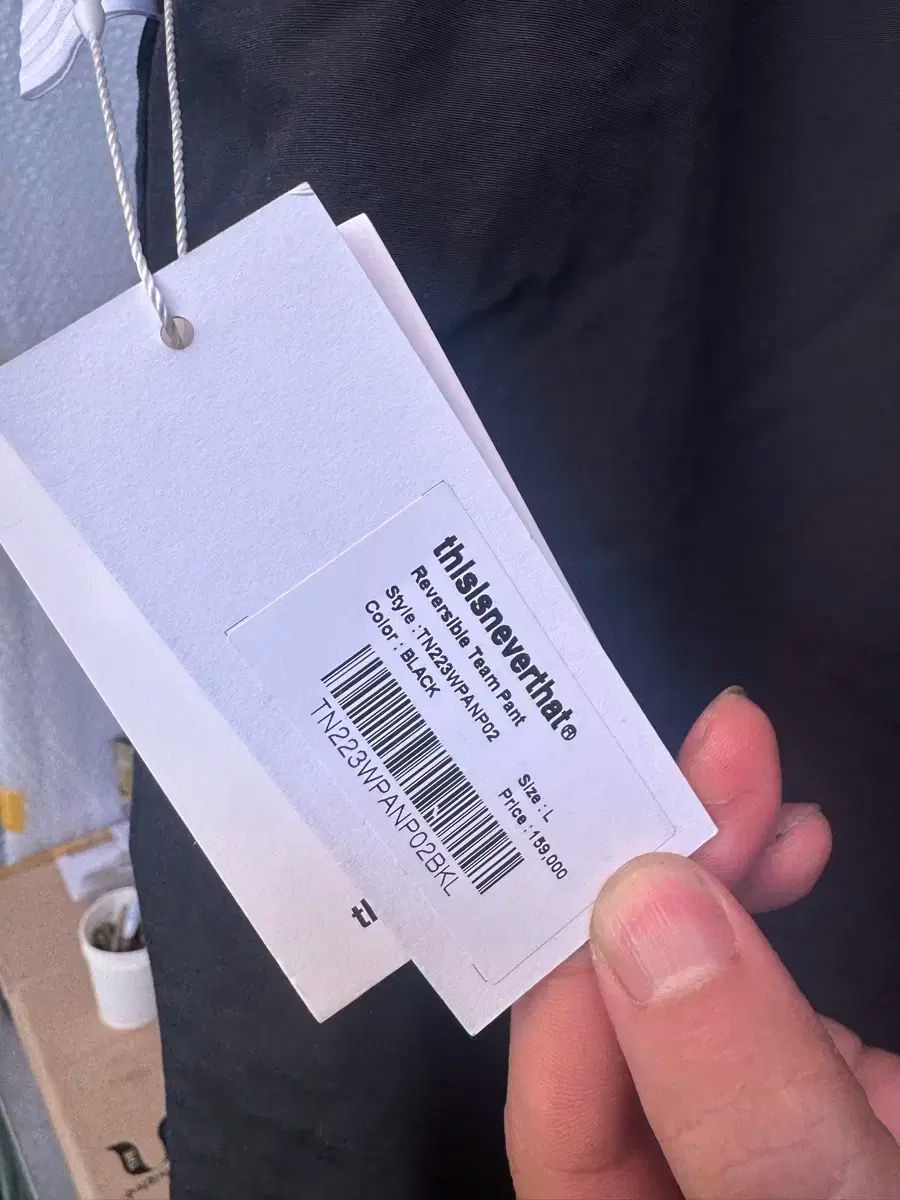 thisisneverthat®
Reversible Team Pant
Style :TN223WPANP02
Color : BLACK
TN223WPANP02BKL
Size : L
Price : 159,000